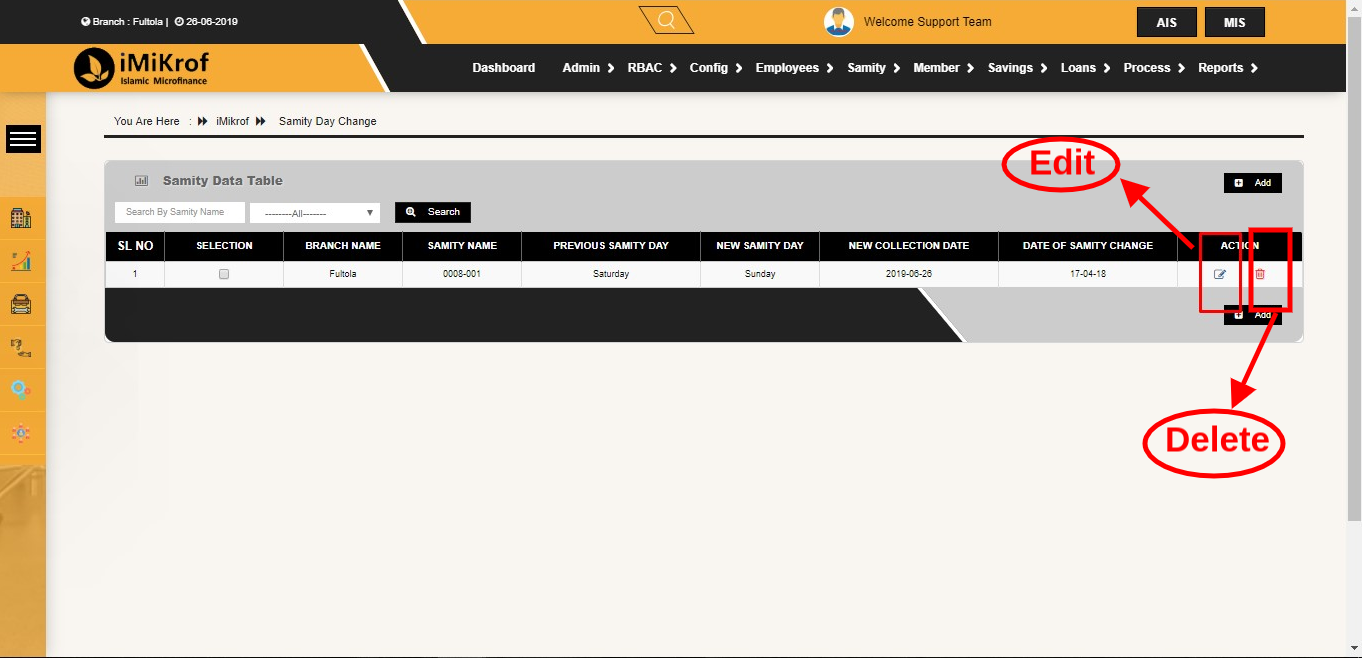 Branch : Fultola | 26-06-2019
Welcome Support Team
AIS
MIS
iMiKrof
Islamic Microfinance
Dashboard Admin RBAC Config Employees Samity Member Savings Loans Process Reports
You Are Here : iMikrof Samity Day Change
Edit
Samity Data Table
Add
Search By Samity Name
--------All-------
Search
SL NO SELECTION BRANCH NAME SAMITY NAME PREVIOUS SAMITY DAY NEW SAMITY DAY NEW COLLECTION DATE DATE OF SAMITY CHANGE ACTION
1 Fultola 0008-001 Saturday Sunday 2019-06-26 17-04-18
Add
Delete